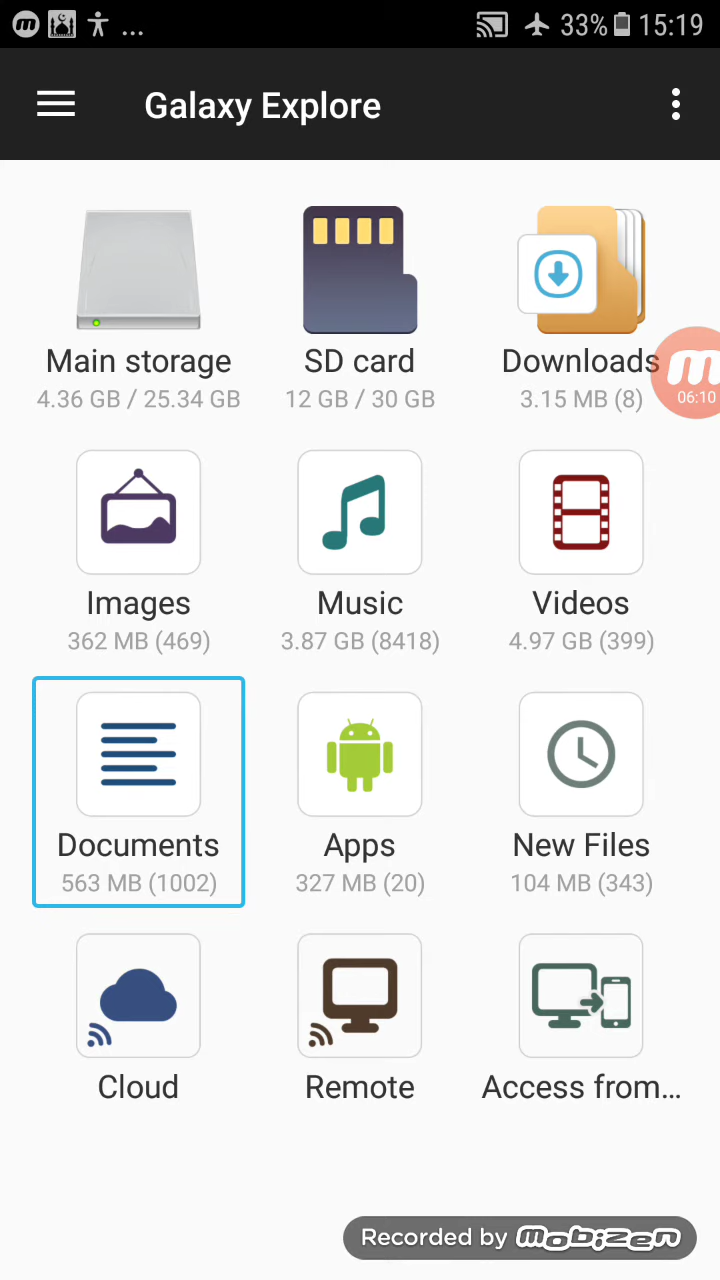 ... 33% 15:19
Galaxy Explore
Main storage SD card Downloads
4.36 GB / 25.34 GB 12 GB / 30 GB 3.15 MB (8)
06:10
Images Music Videos
362 MB (469) 3.87 GB (8418) 4.97 GB (399)
Documents Apps New Files
563 MB (1002) 327 MB (20) 104 MB (343)
Cloud Remote Access from...
Recorded by mobizen